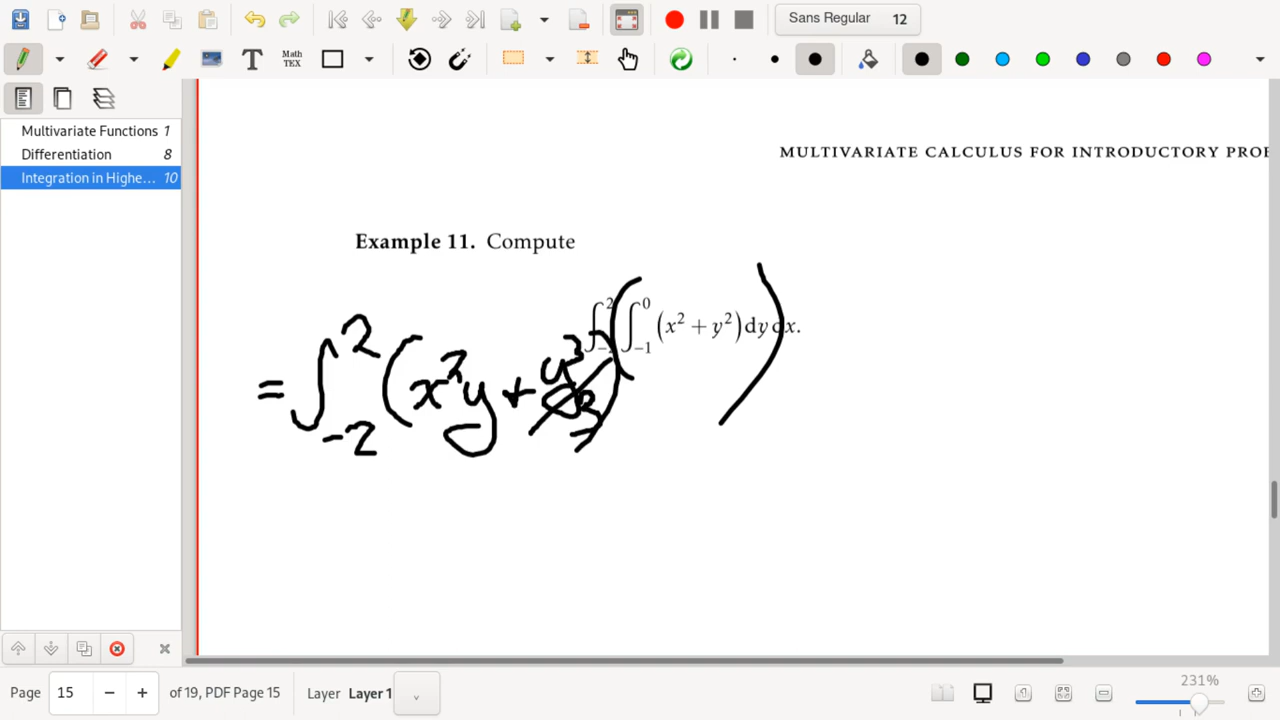 Sans Regular 12
T Math TEX
Multivariate Functions 1
Differentiation 8
Integration in Highe... 10
MULTIVARIATE CALCULUS FOR INTRODUCTORY PROB
Example 11. Compute
∫_{-2}^{2} (∫_{-1}^{0} (x² + y²) dy) dx.
= ∫_{-2}^{2} (x²y + y³/3)
Page 15 − + of 19, PDF Page 15 Layer Layer 1 231%